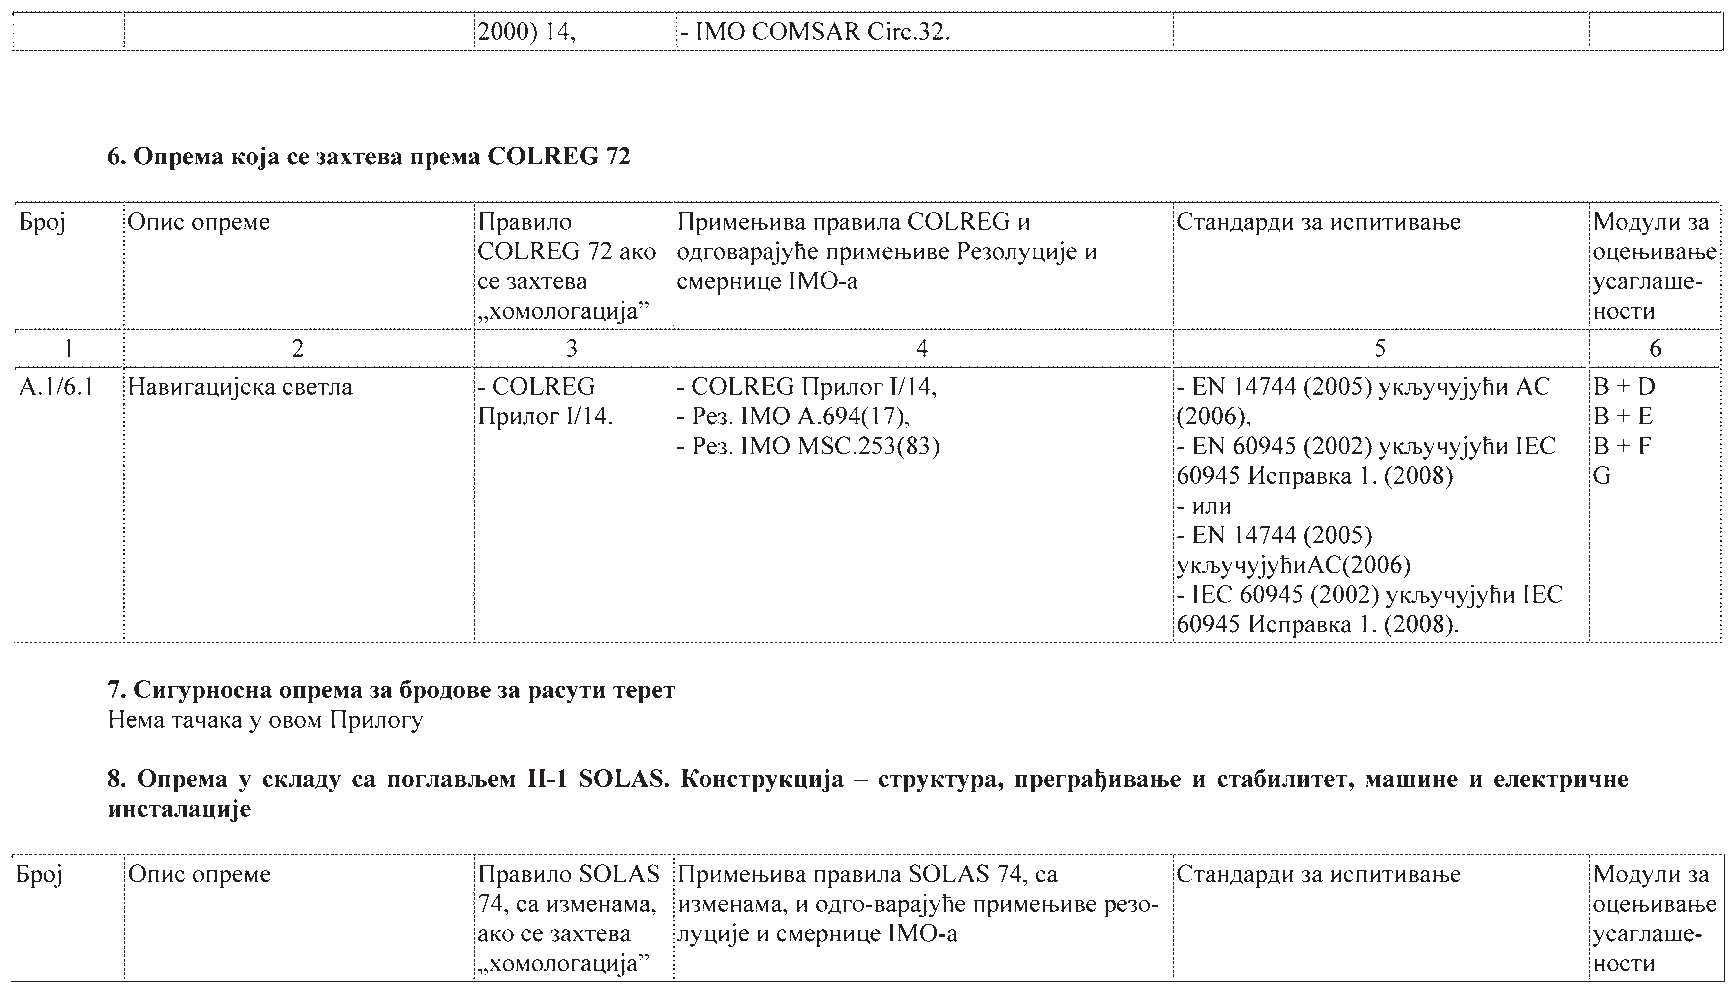 2000) 14,
- IMO COMSAR Circ.32.
6. Опрема која се захтева према COLREG 72
Број
Опис опреме
Правило
COLREG 72 ако
се захтева
„хомологација”
Примењива правила COLREG и
одговарајуће примењиве Резолуције и
смернице IMO-а
Стандарди за испитивање
Модули за
оцењивање
усаглаше-
ности
1
2
3
4
5
6
А.1/6.1
Навигацијска светла
- COLREG
Прилог I/14.
- COLREG Прилог I/14,
- Рез. IMO A.694(17),
- Рез. IMO MSC.253(83)
- EN 14744 (2005) укључујући AC
(2006),
- EN 60945 (2002) укључујући IEC
60945 Исправка 1. (2008)
- или
- EN 14744 (2005)
укључујућиAC(2006)
- IEC 60945 (2002) укључујући IEC
60945 Исправка 1. (2008).
B + D
B + E
B + F
G
7. Сигурносна опрема за бродове за расути терет
Нема тачака у овом Прилогу
8. Опрема у складу са поглављем II-1 SOLAS. Конструкција – структура, преграђивање и стабилитет, машине и електричне
инсталације
Број
Опис опреме
Правило SOLAS
74, са изменама,
ако се захтева
„хомологација”
Примењива правила SOLAS 74, са
изменама, и одго-варајуће примењиве резо-
луције и смернице IMO-а
Стандарди за испитивање
Модули за
оцењивање
усаглаше-
ности